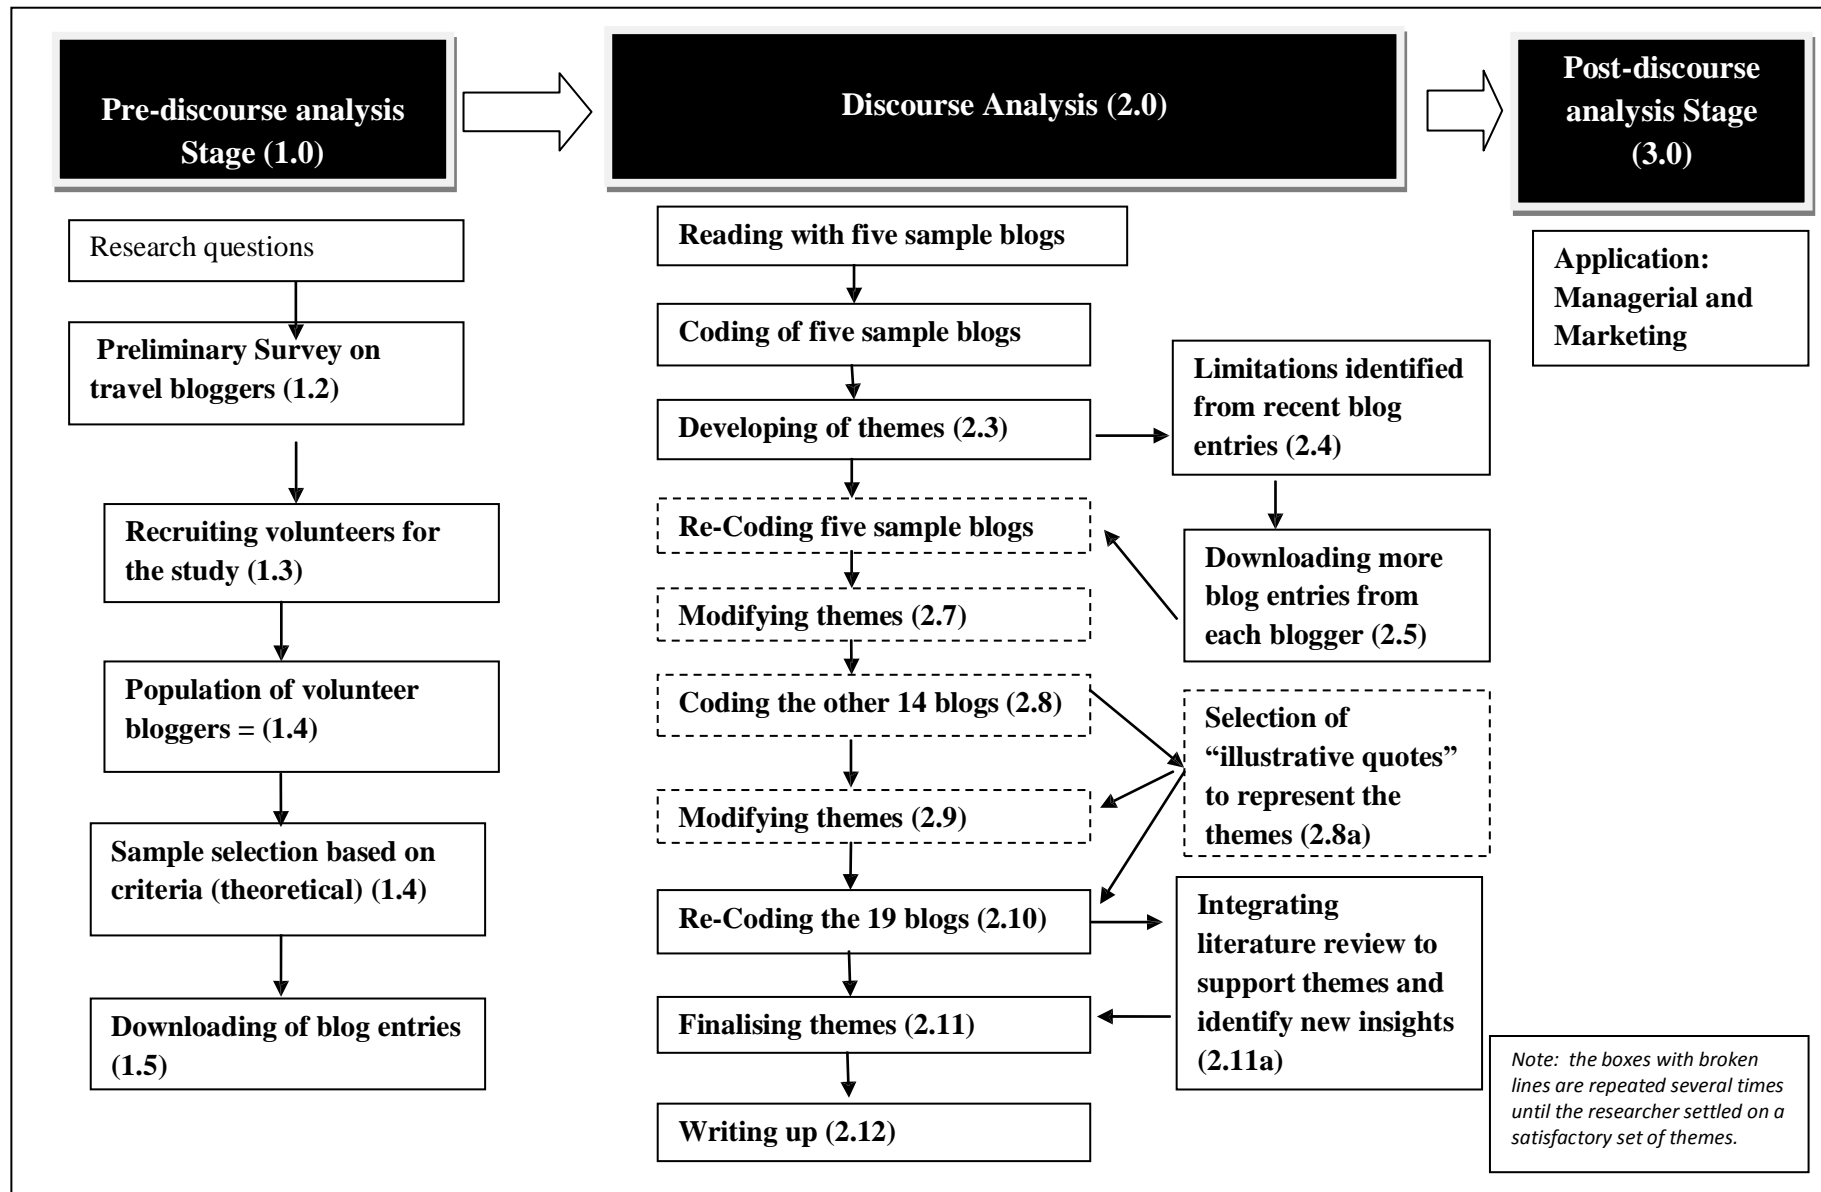 Pre-discourse analysis
Stage (1.0)
Discourse Analysis (2.0)
Post-discourse
analysis Stage
(3.0)
Research questions
Preliminary Survey on
travel bloggers (1.2)
Recruiting volunteers for
the study (1.3)
Population of volunteer
bloggers = (1.4)
Sample selection based on
criteria (theoretical) (1.4)
Downloading of blog entries
(1.5)
Reading with five sample blogs
Coding of five sample blogs
Developing of themes (2.3)
Limitations identified
from recent blog
entries (2.4)
Downloading more
blog entries from
each blogger (2.5)
Re-Coding five sample blogs
Modifying themes (2.7)
Coding the other 14 blogs (2.8)
Selection of
“illustrative quotes”
to represent the
themes (2.8a)
Modifying themes (2.9)
Re-Coding the 19 blogs (2.10)
Integrating
literature review to
support themes and
identify new insights
(2.11a)
Finalising themes (2.11)
Writing up (2.12)
Application:
Managerial and
Marketing
Note:  the boxes with broken
lines are repeated several times
until the researcher settled on a
satisfactory set of themes.